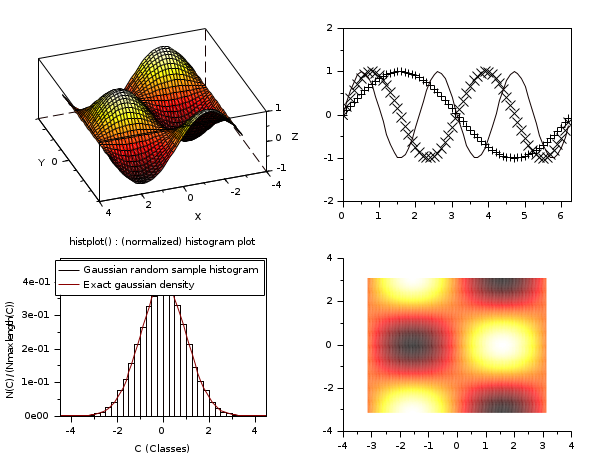 1
0
-1
Z
-4
-2
0
2
4
X
Y 0
2
1
0
-1
-2
0 1 2 3 4 5 6
histplot() : (normalized) histogram plot
Gaussian random sample histogram
Exact gaussian density
4e-01
3e-01
2e-01
1e-01
0e00
N(C)/(Nmax length(C))
-4 -2 0 2 4
C (Classes)
4
2
0
-2
-4
-4 -3 -2 -1 0 1 2 3 4